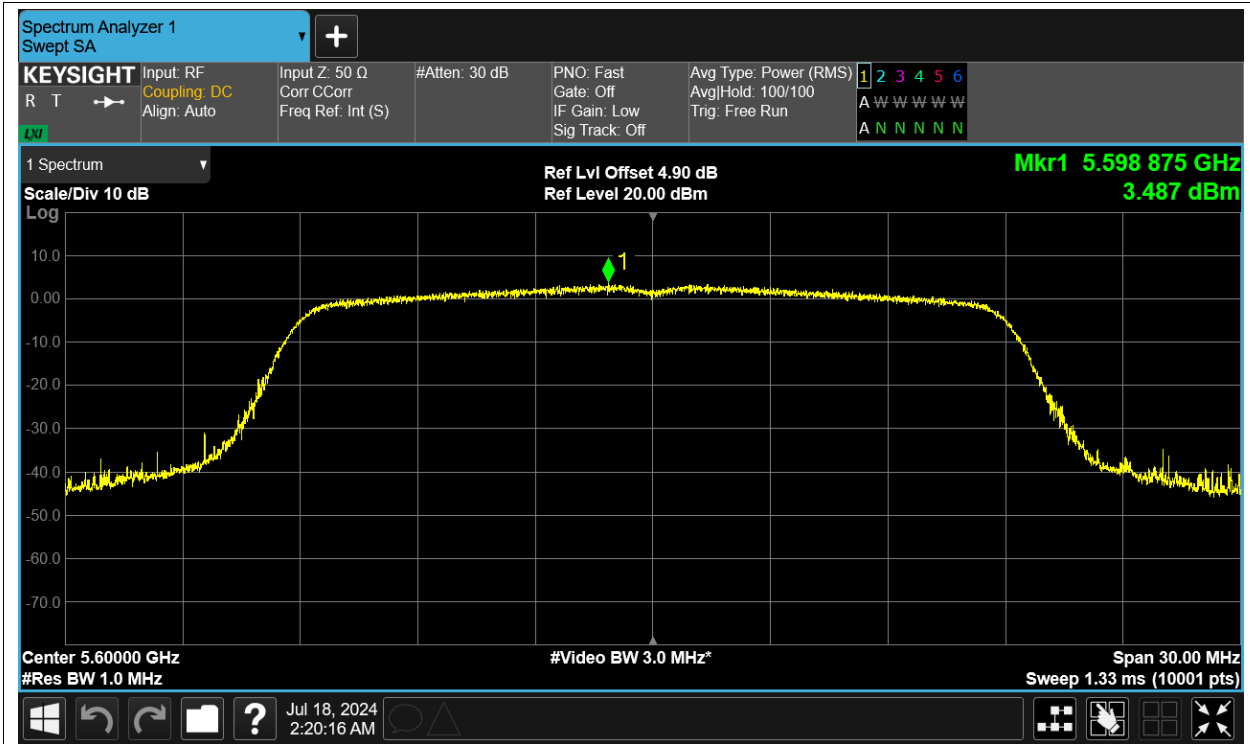 Spectrum Analyzer 1
Swept SA
KEYSIGHT
R T
LXI
Input: RF
Coupling: DC
Align: Auto
Input Z: 50 Ω
Corr CCorr
Freq Ref: Int (S)
#Atten: 30 dB
PNO: Fast
Gate: Off
IF Gain: Low
Sig Track: Off
Avg Type: Power (RMS)
Avg|Hold: 100/100
Trig: Free Run
1 2 3 4 5 6
A W W W W W
A N N N N N
1 Spectrum
Scale/Div 10 dB
Log
Ref Lvl Offset 4.90 dB
Ref Level 20.00 dBm
Mkr1 5.598 875 GHz
3.487 dBm
1
10.0
0.00
-10.0
-20.0
-30.0
-40.0
-50.0
-60.0
-70.0
Center 5.60000 GHz
#Res BW 1.0 MHz
#Video BW 3.0 MHz*
Span 30.00 MHz
Sweep 1.33 ms (10001 pts)
?
Jul 18, 2024
2:20:16 AM